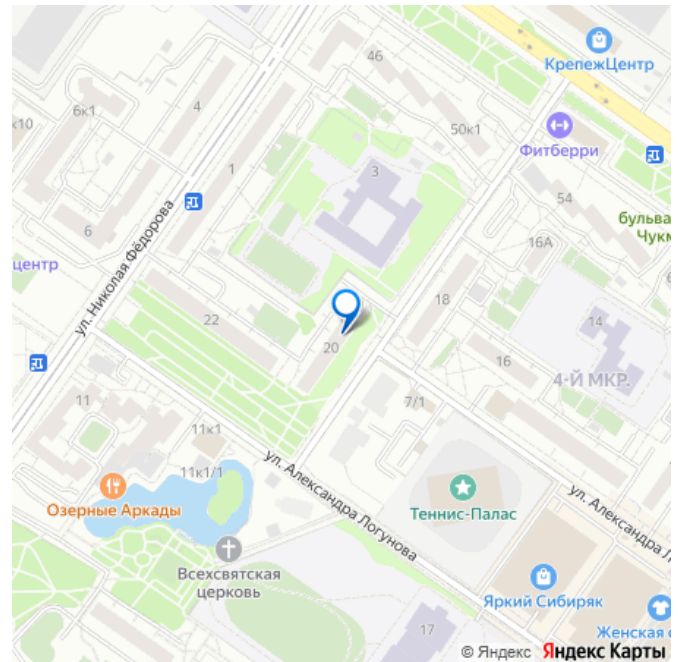 46
КрепежЦентр
6к1
4
к10
50к1
Фитберри
1
3
54
ул. Николая Фёдорова
6
16А
бульва
Чукм
центр
18
14
22
20
16
4-Й МКР.
11
7/1
11к1
11к1/1
ул. Александра Логунова
Озерные Аркады
Теннис-Палас
ул. Александра Л
Всехсвятская
церковь
Яркий Сибиряк
17
Женская о
© Яндекс Яндекс Карты